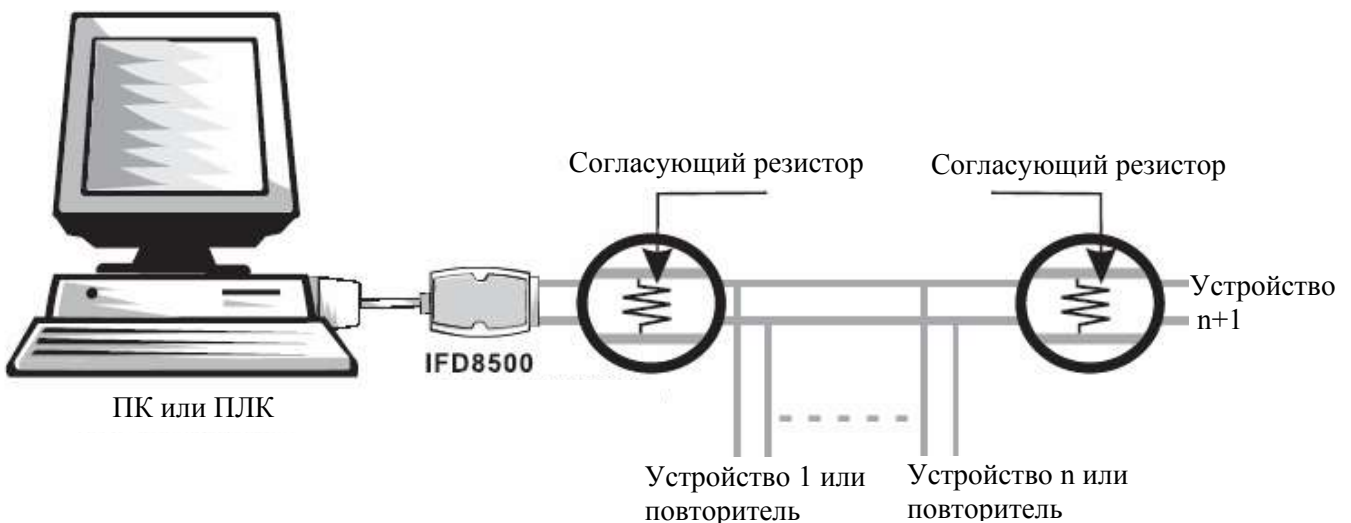 Согласующий резистор
Согласующий резистор
Устройство
n+1
IFD8500
ПК или ПЛК
Устройство 1 или
повторитель
Устройство n или
повторитель